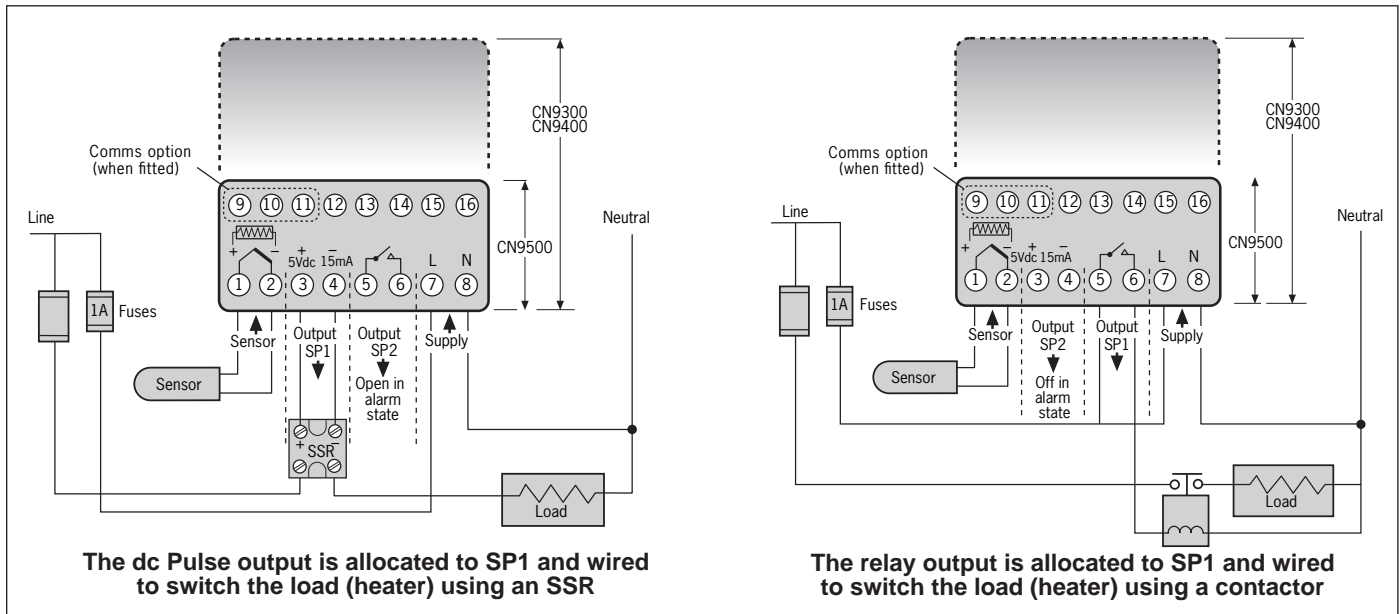 CN9300
CN9400
Comms option
(when fitted)
9 10 11 12 13 14 15 16
Line
Neutral
CN9500
+ − + − L N
5Vdc 15mA
1 2 3 4 5 6 7 8
1A Fuses
Sensor
Output
SP1
Output
SP2
Supply
Sensor
Open in
alarm
state
+ SSR −
Load
The dc Pulse output is allocated to SP1 and wired
to switch the load (heater) using an SSR
CN9300
CN9400
Comms option
(when fitted)
9 10 11 12 13 14 15 16
Line
Neutral
CN9500
+ − + − L N
5Vdc 15mA
1 2 3 4 5 6 7 8
1A Fuses
Sensor
Output
SP2
Output
SP1
Supply
Sensor
Off in
alarm
state
Load
The relay output is allocated to SP1 and wired
to switch the load (heater) using a contactor